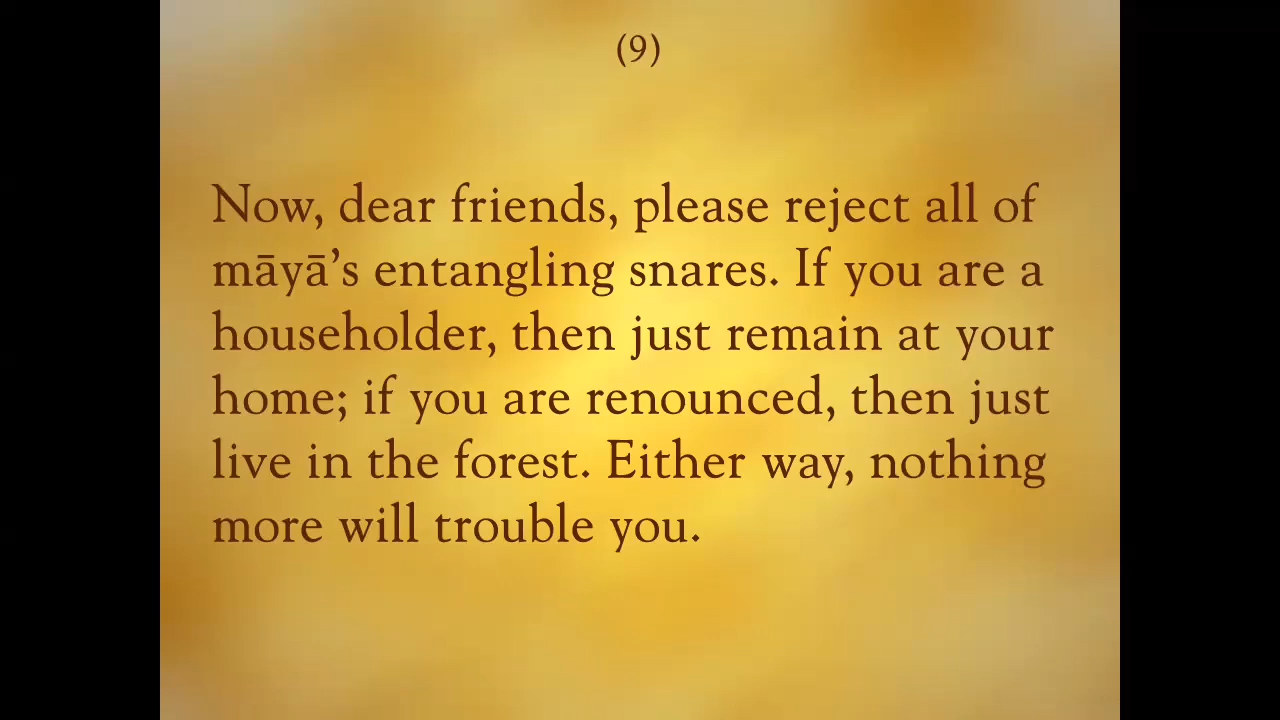 (9)
Now, dear friends, please reject all of
māyā’s entangling snares. If you are a
householder, then just remain at your
home; if you are renounced, then just
live in the forest. Either way, nothing
more will trouble you.